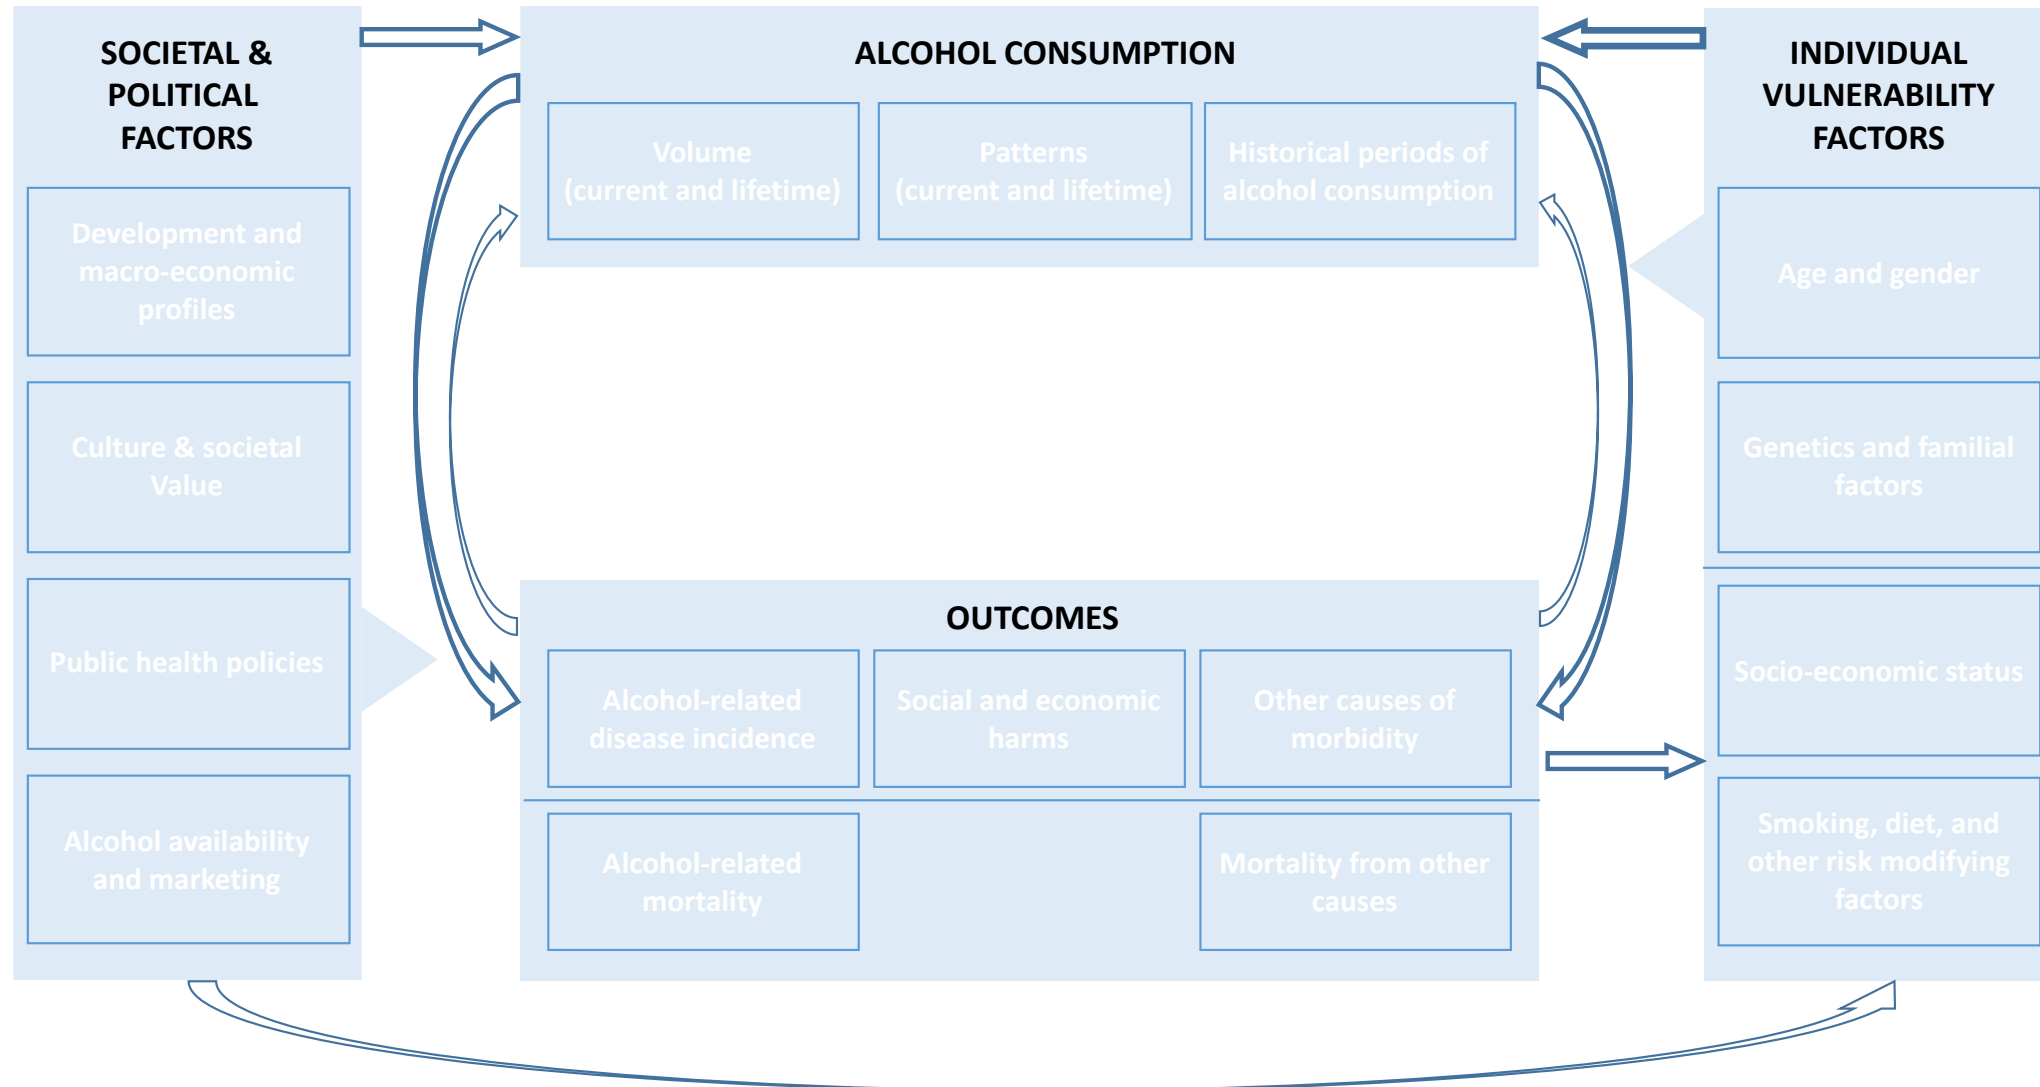 SOCIETAL &
POLITICAL
FACTORS
Development and
macro-economic
profiles
Culture & societal
Value
Public health policies
Alcohol availability
and marketing
ALCOHOL CONSUMPTION
Volume
(current and lifetime)
Patterns
(current and lifetime)
Historical periods of
alcohol consumption
OUTCOMES
Alcohol-related
disease incidence
Social and economic
harms
Other causes of
morbidity
Alcohol-related
mortality
Mortality from other
causes
INDIVIDUAL
VULNERABILITY
FACTORS
Age and gender
Genetics and familial
factors
Socio-economic status
Smoking, diet, and
other risk modifying
factors